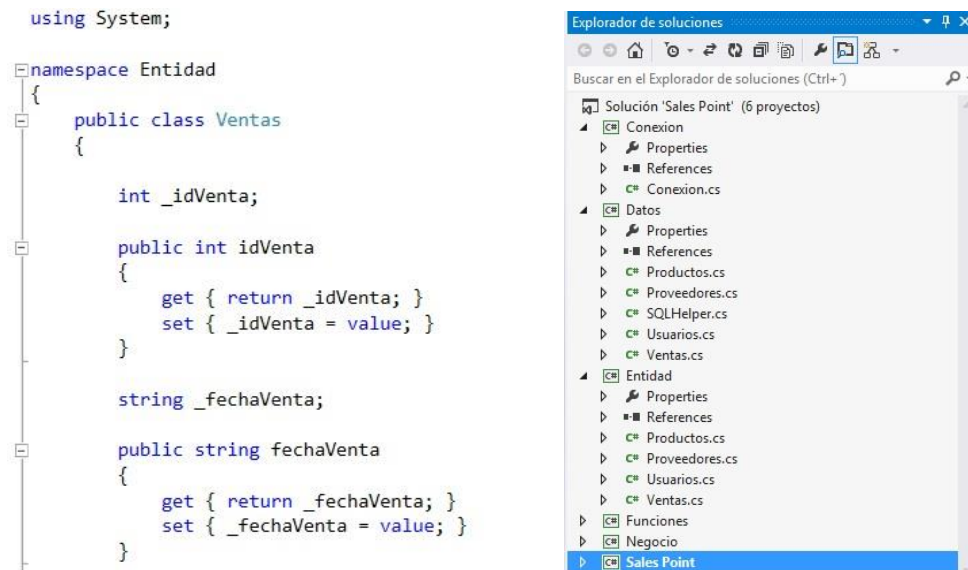 using System;
namespace Entidad
{
public class Ventas
{
int _idVenta;
public int idVenta
{
get { return _idVenta; }
set { _idVenta = value; }
}
string _fechaVenta;
public string fechaVenta
{
get { return _fechaVenta; }
set { _fechaVenta = value; }
}
Explorador de soluciones
Buscar en el Explorador de soluciones (Ctrl+´)
Solución 'Sales Point' (6 proyectos)
C# Conexion
Properties
References
C# Conexion.cs
C# Datos
Properties
References
C# Productos.cs
C# Proveedores.cs
C# SQLHelper.cs
C# Usuarios.cs
C# Ventas.cs
C# Entidad
Properties
References
C# Productos.cs
C# Proveedores.cs
C# Usuarios.cs
C# Ventas.cs
C# Funciones
C# Negocio
C# Sales Point